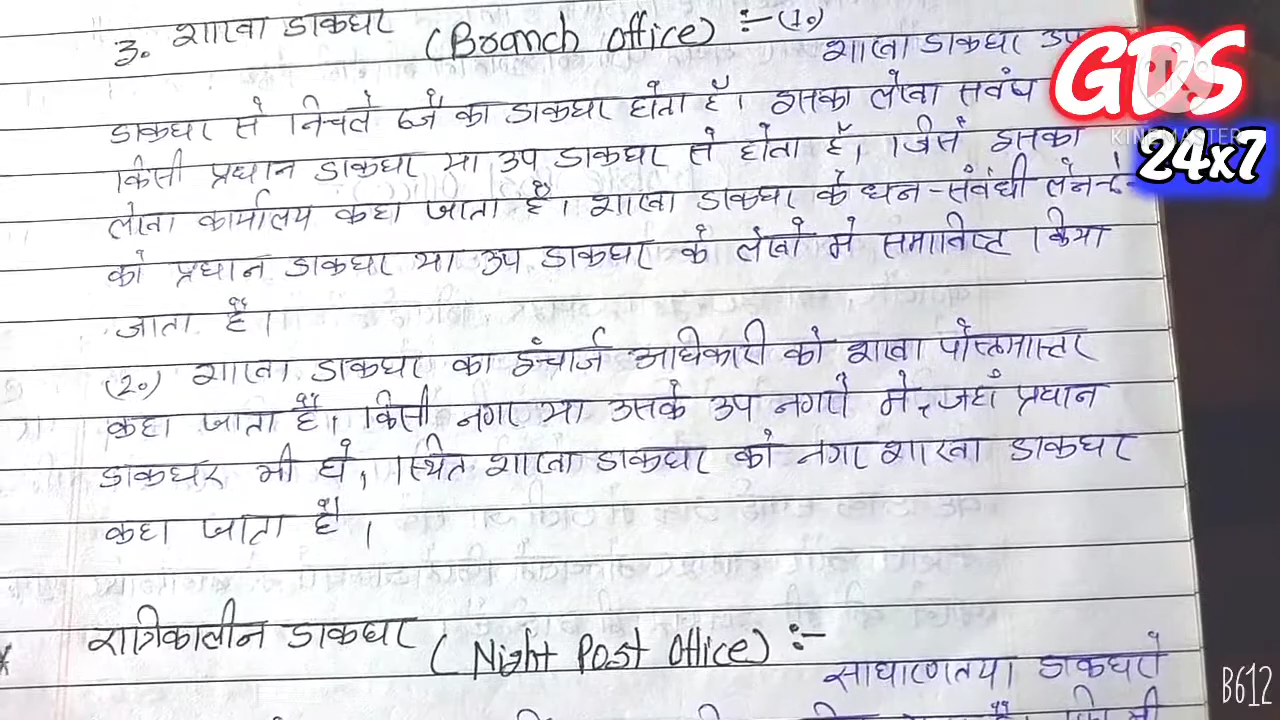 3. शाखा डाकघर (Branch office) :- (1.)
शाखा डाकघर उप
डाकघर से निचले दर्जे का डाकघर होता है। इसका लेखा संबंध
किसी प्रधान डाकघर या उप डाकघर से होता है, जिसे इसका
लेखा कार्यालय कहा जाता है। शाखा डाकघर के धन-संबंधी लेन-दे
को प्रधान डाकघर या उप डाकघर के लेखों मे समाविष्ट किया
जाता है।
(2.) शाखा डाकघर का इंचार्ज अधिकारी को शाखा पोस्टमास्टर
कहा जाता है। किसी नगर या उसके उप नगरों मे, जहां प्रधान
डाकघर भी हो, स्थित शाखा डाकघर को नगर शाखा डाकघर
कहा जाता है।
रात्रिकालीन डाकघर (Night Post Office) :-
साधारणतया डाकघरों
GDS
KINEMASTER
24x7
B612